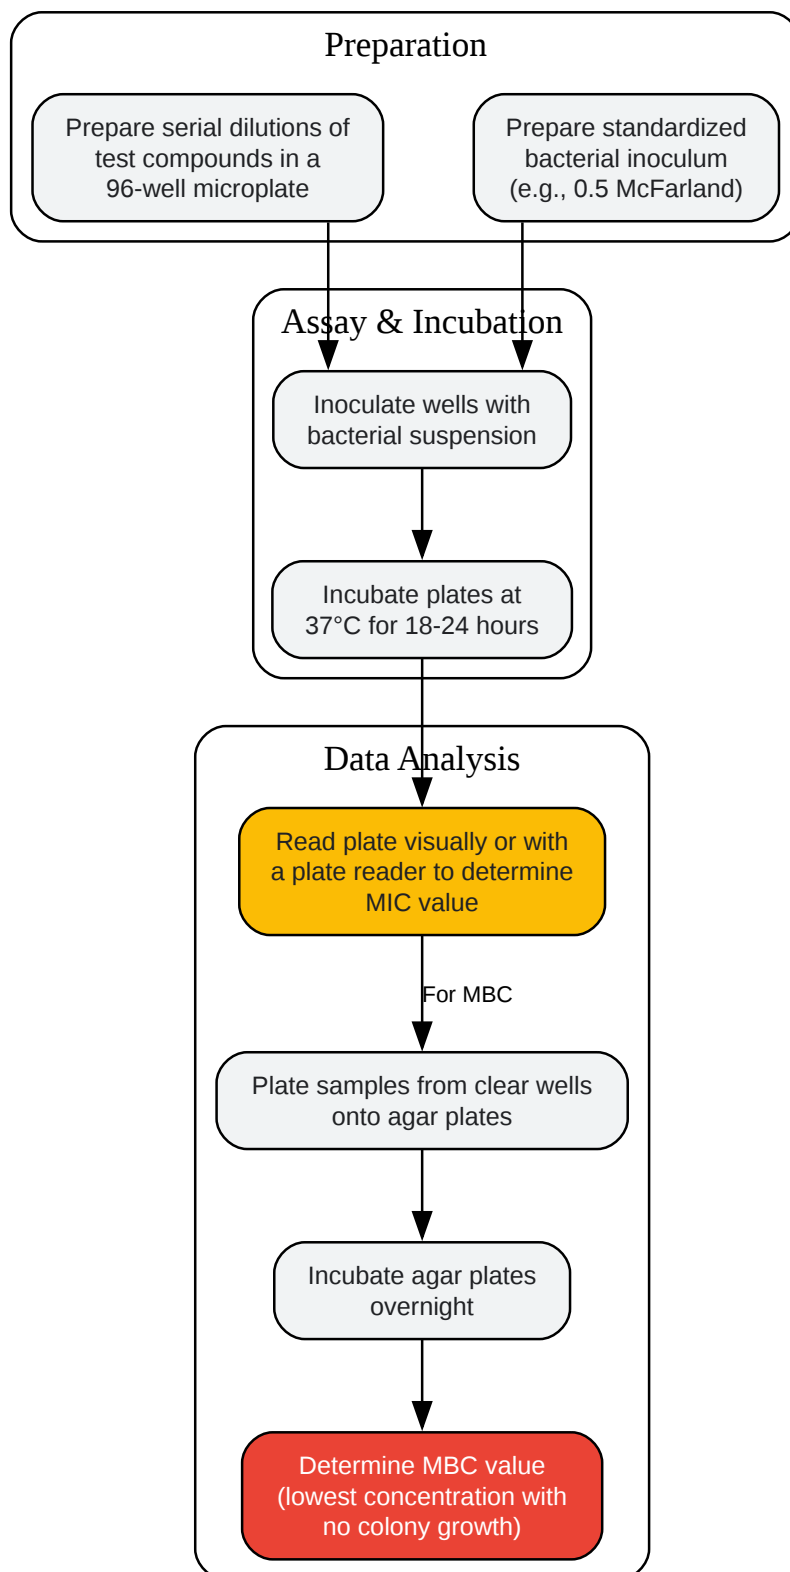 Preparation
Prepare serial dilutions of
test compounds in a
96-well microplate
Prepare standardized
bacterial inoculum
(e.g., 0.5 McFarland)
Assay & Incubation
Inoculate wells with
bacterial suspension
Incubate plates at
37°C for 18-24 hours
Data Analysis
Read plate visually or with
a plate reader to determine
MIC value
For MBC
Plate samples from clear wells
onto agar plates
Incubate agar plates
overnight
Determine MBC value
(lowest concentration with
no colony growth)